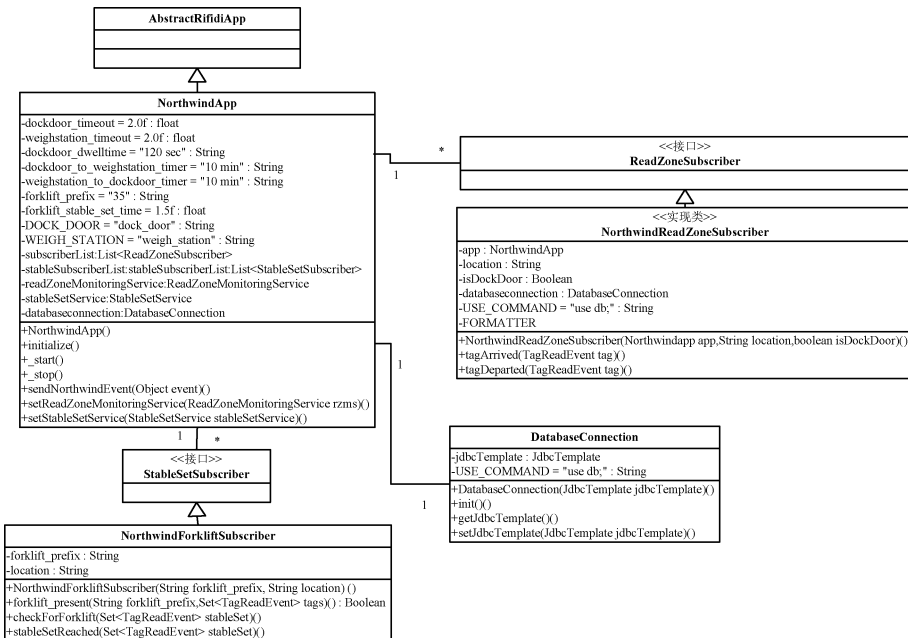 AbstractRifidiApp
NorthwindApp
-dockdoor_timeout = 2.0f : float
-weighstation_timeout = 2.0f : float
-dockdoor_dwelltime = "120 sec" : String
-dockdoor_to_weighstation_timer = "10 min" : String
-weighstation_to_dockdoor_timer = "10 min" : String
-forklift_prefix = "35" : String
-forklift_stable_set_time = 1.5f : float
-DOCK_DOOR = "dock_door" : String
-WEIGH_STATION = "weigh_station" : String
-subscriberList:List<ReadZoneSubscriber>
-stableSubscriberList:stableSubscriberList:List<StableSetSubscriber>
-readZoneMonitoringService:ReadZoneMonitoringService
-stableSetService:StableSetService
-databaseconnection:DatabaseConnection
+NorthwindApp()
+initialize()
+_start()
+_stop()
+sendNorthwindEvent(Object event)()
+setReadZoneMonitoringService(ReadZoneMonitoringService rzms)()
+setStableSetService(StableSetService stableSetService)()
1
*
<<接口>>
ReadZoneSubscriber
<<实现类>>
NorthwindReadZoneSubscriber
-app : NorthwindApp
-location : String
-isDockDoor : Boolean
-databaseconnection : DatabaseConnection
-USE_COMMAND = "use db;" : String
-FORMATTER
+NorthwindReadZoneSubscriber(Northwindapp app,String location,boolean isDockDoor)()
+tagArrived(TagReadEvent tag)()
+tagDeparted(TagReadEvent tag)()
1
1
DatabaseConnection
-jdbcTemplate : JdbcTemplate
-USE_COMMAND = "use db;" : String
+DatabaseConnection(JdbcTemplate jdbcTemplate)()
+init()()
+getJdbcTemplate()()
+setJdbcTemplate(JdbcTemplate jdbcTemplate)()
1
*
<<接口>>
StableSetSubscriber
NorthwindForkliftSubscriber
-forklift_prefix : String
-location : String
+NorthwindForkliftSubscriber(String forklift_prefix, String location) ()
+forklift_present(String forklift_prefix,Set<TagReadEvent> tags)() : Boolean
+checkForForklift(Set<TagReadEvent> stableSet)()
+stableSetReached(Set<TagReadEvent> stableSet)()